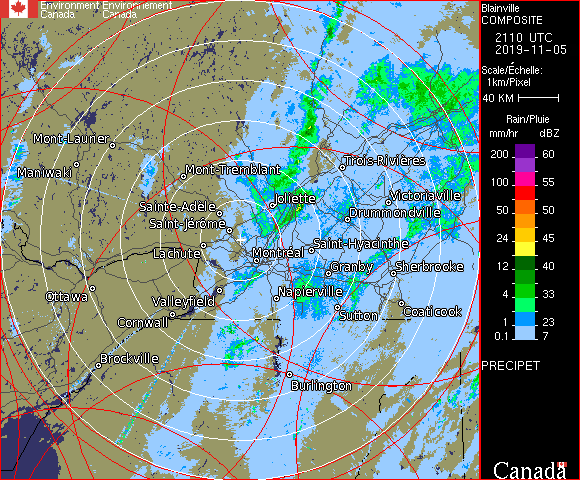 Environment Environnement
Canada Canada
Blainville
COMPOSITE
2110 UTC
2019-11-05
Scale/Échelle:
1km/Pixel
40 KM
Rain/Pluie
mm/hr dBZ
200 60
150 57
100 55
50 50
24 45
12 40
4 33
1 23
0.1 7
PRECIPET
Canada
Mont-Laurier
Maniwaki
Mont-Tremblant
Trois-Rivières
Sainte-Adèle
Joliette
Victoriaville
Drummondville
Saint-Jérôme
Lachute
Montréal
Saint-Hyacinthe
Granby
Sherbrooke
Ottawa
Valleyfield
Napierville
Cornwall
Sutton
Coaticook
Brockville
Burlington